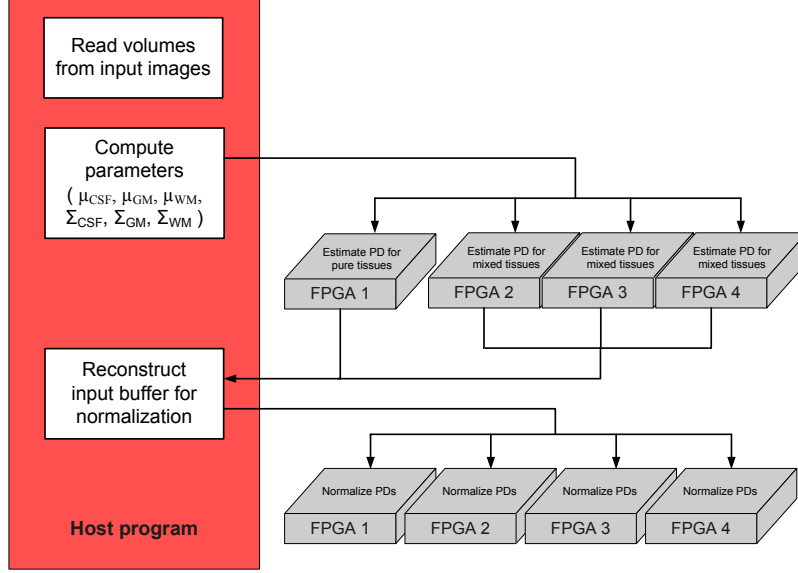 Read volumes
from input images
Compute
parameters
( μCSF, μGM, μWM,
ΣCSF, ΣGM, ΣWM )
Estimate PD for
pure tissues
FPGA 1
Estimate PD for
mixed tissues
FPGA 2
Estimate PD for
mixed tissues
FPGA 3
Estimate PD for
mixed tissues
FPGA 4
Reconstruct
input buffer for
normalization
Normalize PDs
FPGA 1
Normalize PDs
FPGA 2
Normalize PDs
FPGA 3
Normalize PDs
FPGA 4
Host program